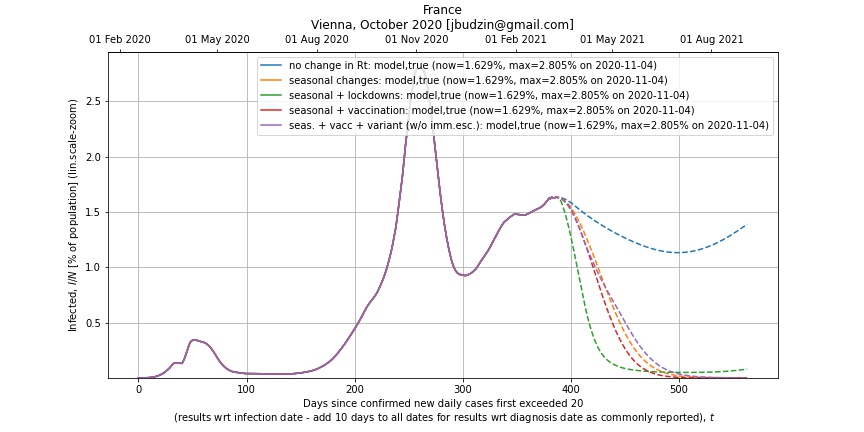 France
Vienna, October 2020 [jbudzin@gmail.com]
01 Feb 2020 01 May 2020 01 Aug 2020 01 Nov 2020 01 Feb 2021 01 May 2021 01 Aug 2021
no change in Rt: model,true (now=1.629%, max=2.805% on 2020-11-04)
seasonal changes: model,true (now=1.629%, max=2.805% on 2020-11-04)
seasonal + lockdowns: model,true (now=1.629%, max=2.805% on 2020-11-04)
seasonal + vaccination: model,true (now=1.629%, max=2.805% on 2020-11-04)
seas. + vacc + variant (w/o imm.esc.): model,true (now=1.629%, max=2.805% on 2020-11-04)
Infected, I/N [% of population] (lin.scale-zoom)
2.5
2.0
1.5
1.0
0.5
0 100 200 300 400 500
Days since confirmed new daily cases first exceeded 20
(results wrt infection date - add 10 days to all dates for results wrt diagnosis date as commonly reported), t